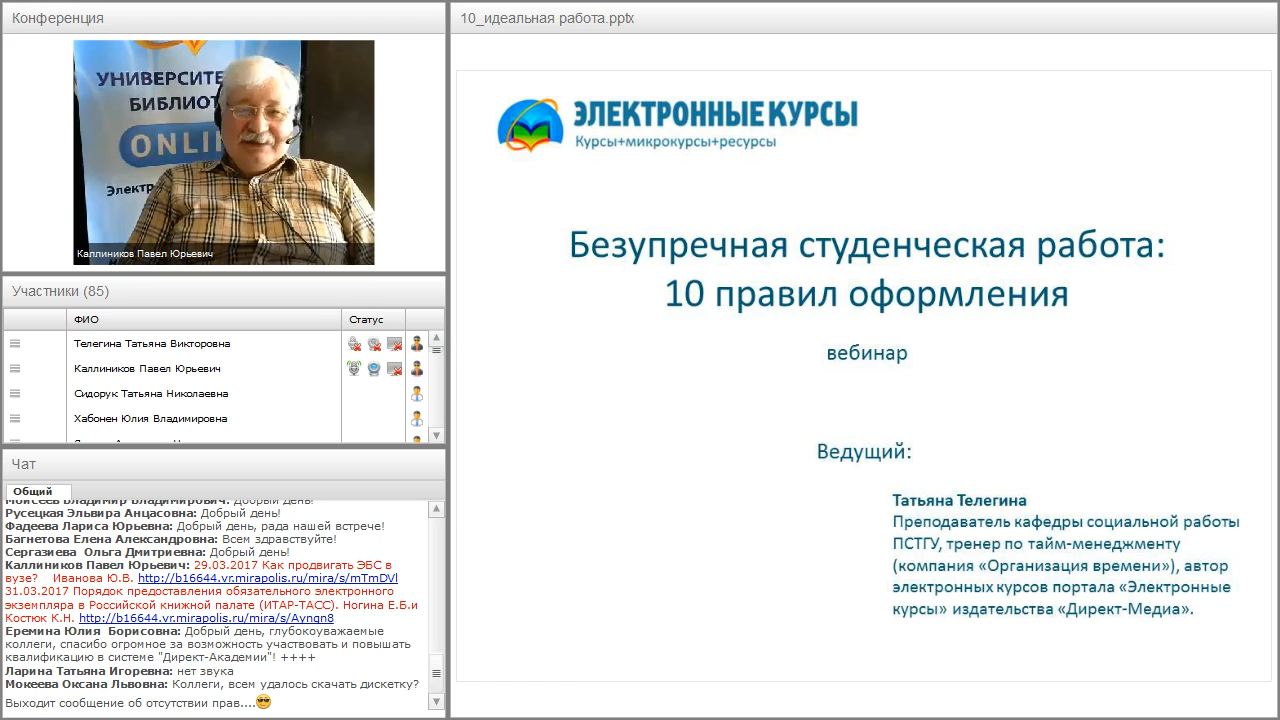 Конференция
УНИВЕРСИТЕ
БИБЛИОТ
ONLI
Электр
Каллиников Павел Юрьевич
Участники (85)
ФИО
Статус
Телегина Татьяна Викторовна
Каллиников Павел Юрьевич
Сидорук Татьяна Николаевна
Хабонен Юлия Владимировна
Чат
Общий
Моисеев Владимир Владимирович: Добрый день!
Русецкая Эльвира Анцасовна: Добрый день!
Фадеева Лариса Юрьевна: Добрый день, рада нашей встрече!
Багнетова Елена Александровна: Всем здравствуйте!
Сергазиева Ольга Дмитриевна: Добрый день!
Каллиников Павел Юрьевич: 29.03.2017 Как продвигать ЭБС в
вузе? Иванова Ю.В. http://b16644.vr.mirapolis.ru/mira/s/mTmDVl
31.03.2017 Порядок предоставления обязательного электронного
экземпляра в Российской книжной палате (ИТАР-ТАСС). Ногина Е.Б.и
Костюк К.Н. http://b16644.vr.mirapolis.ru/mira/s/Aynqn8
Еремина Юлия Борисовна: Добрый день, глубокоуважаемые
коллеги, спасибо огромное за возможность участвовать и повышать
квалификацию в системе "Директ-Академии"! ++++
Ларина Татьяна Игоревна: нет звука
Мокеева Оксана Львовна: Коллеги, всем удалось скачать дискетку?
Выходит сообщение об отсутствии прав....
10_идеальная работа.pptx
ЭЛЕКТРОННЫЕ КУРСЫ
Курсы+микрокурсы+ресурсы
Безупречная студенческая работа:
10 правил оформления
вебинар
Ведущий:
Татьяна Телегина
Преподаватель кафедры социальной работы
ПСТГУ, тренер по тайм-менеджменту
(компания «Организация времени»), автор
электронных курсов портала «Электронные
курсы» издательства «Директ-Медиа».